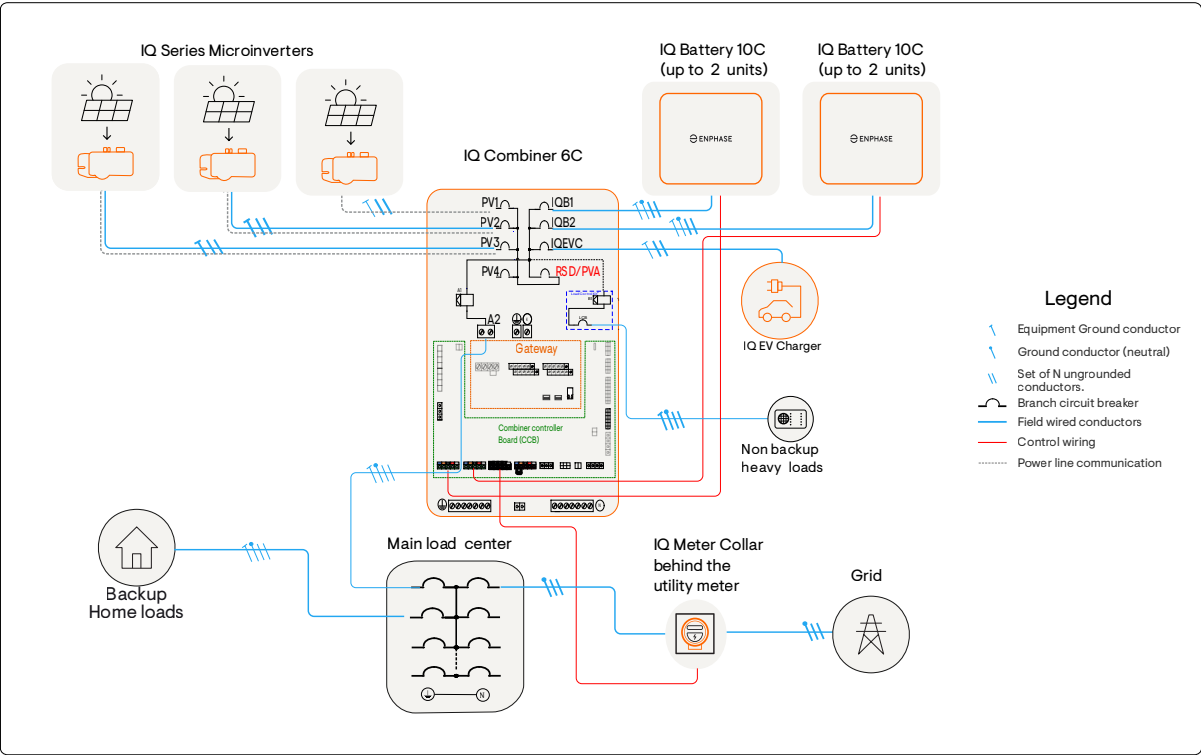 IQ Series Microinverters
IQ Battery 10C
(up to 2 units)
IQ Battery 10C
(up to 2 units)
ENPHASE
ENPHASE
IQ Combiner 6C
PV1
IQB1
PV2
IQB2
PV3
IQEVC
PV4
RSD/PVA
A1
LCB
A2
Gateway
Combiner controller
Board (CCB)
IQ EV Charger
Non backup
heavy loads
Legend
Equipment Ground conductor
Ground conductor (neutral)
Set of N ungrounded
conductors.
Branch circuit breaker
Field wired conductors
Control wiring
Power line communication
Backup
Home loads
Main load center
N
IQ Meter Collar
behind the
utility meter
Grid